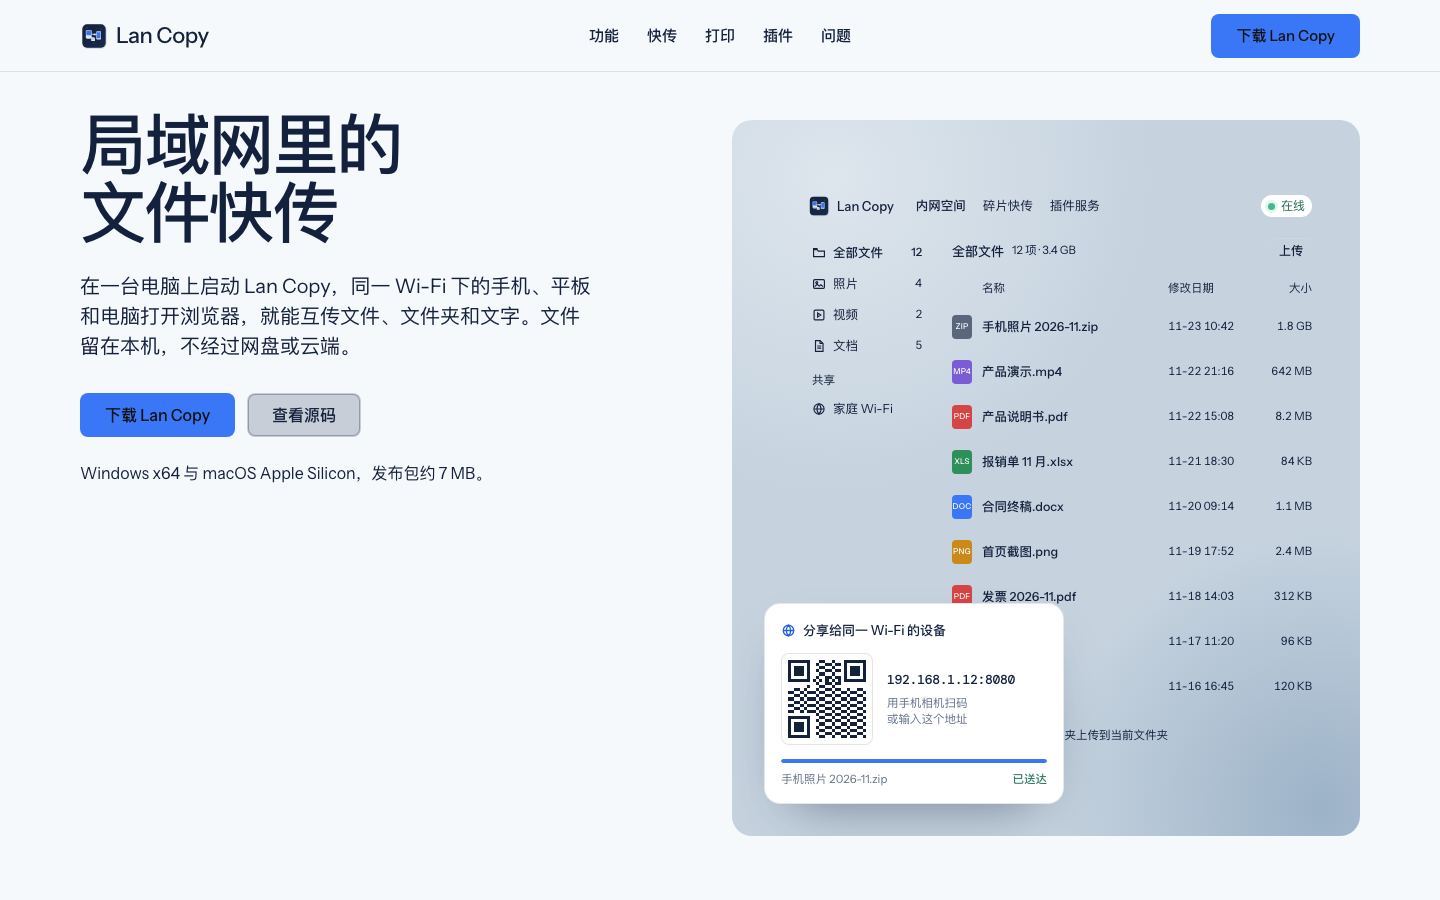 Lan Copy
功能
快传
打印
插件
问题
下载 Lan Copy
局域网里的
文件快传
在一台电脑上启动 Lan Copy，同一 Wi-Fi 下的手机、平板
和电脑打开浏览器，就能互传文件、文件夹和文字。文件
留在本机，不经过网盘或云端。
下载 Lan Copy
查看源码
Windows x64 与 macOS Apple Silicon，发布包约 7 MB。
Lan Copy
内网空间
碎片快传
插件服务
在线
全部文件 12
照片 4
视频 2
文档 5
共享
家庭 Wi-Fi
全部文件 12 项·3.4 GB
上传
名称 修改日期 大小
ZIP 手机照片 2026-11.zip 11-23 10:42 1.8 GB
MP4 产品演示.mp4 11-22 21:16 642 MB
PDF 产品说明书.pdf 11-22 15:08 8.2 MB
XLS 报销单 11 月.xlsx 11-21 18:30 84 KB
DOC 合同终稿.docx 11-20 09:14 1.1 MB
PNG 首页截图.png 11-19 17:52 2.4 MB
PDF 发票 2026-11.pdf 11-18 14:03 312 KB
11-17 11:20 96 KB
11-16 16:45 120 KB
夹上传到当前文件夹
分享给同一 Wi-Fi 的设备
192.168.1.12:8080
用手机相机扫码
或输入这个地址
手机照片 2026-11.zip
已送达